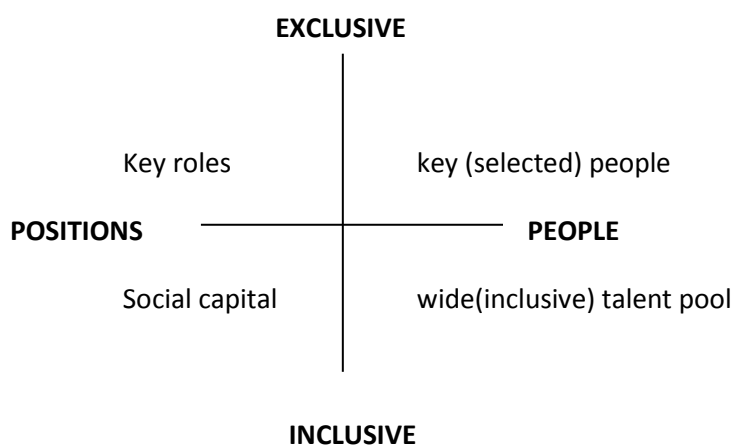 EXCLUSIVE
Key roles key (selected) people
POSITIONS PEOPLE
Social capital wide(inclusive) talent pool
INCLUSIVE